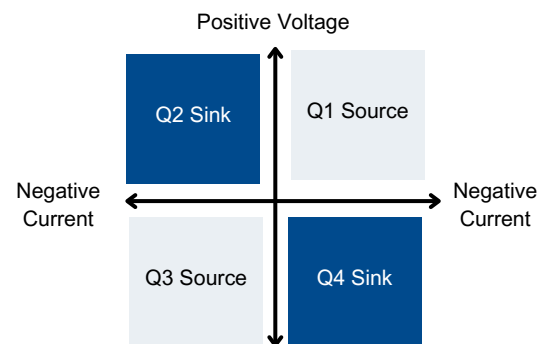 Positive Voltage
Q2 Sink
Q1 Source
Negative
Current
Negative
Current
Q3 Source
Q4 Sink